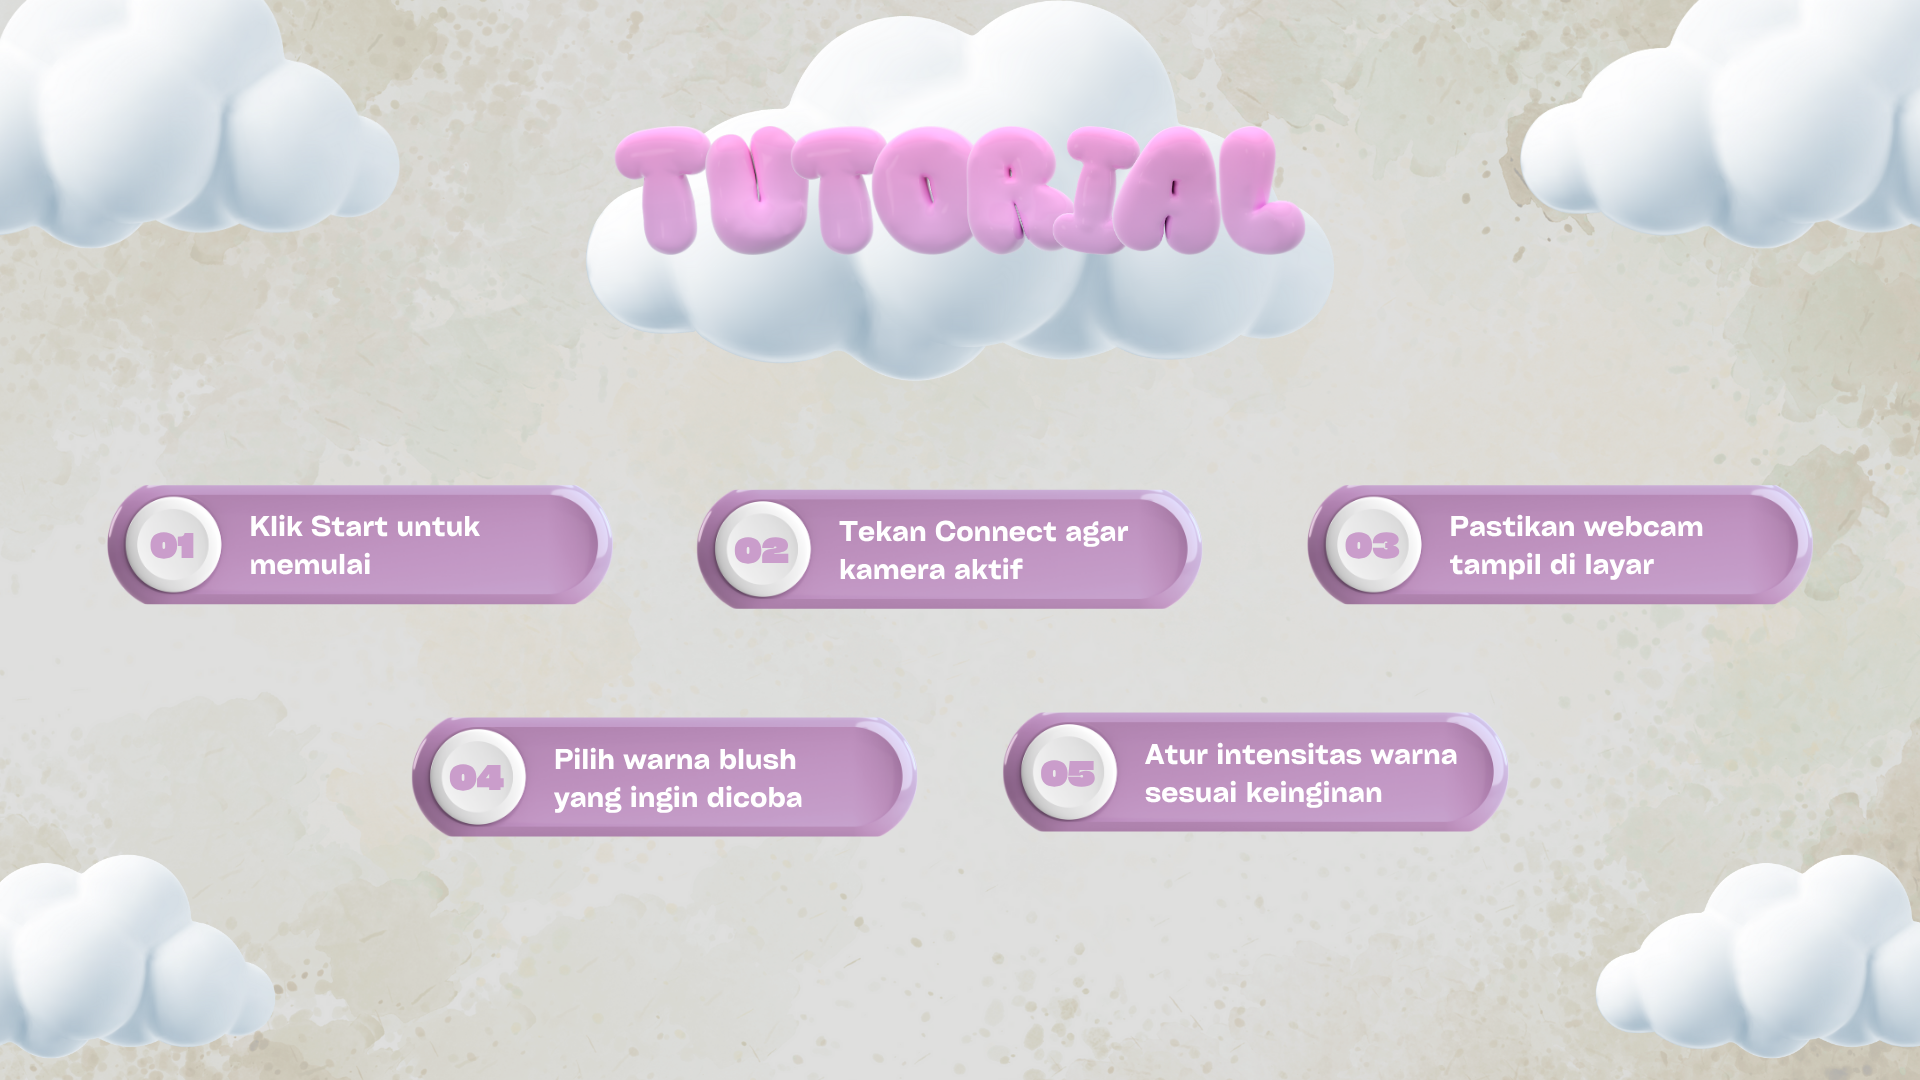 TUTORIAL
01
Klik Start untuk
memulai
02
Tekan Connect agar
kamera aktif
03
Pastikan webcam
tampil di layar
04
Pilih warna blush
yang ingin dicoba
05
Atur intensitas warna
sesuai keinginan